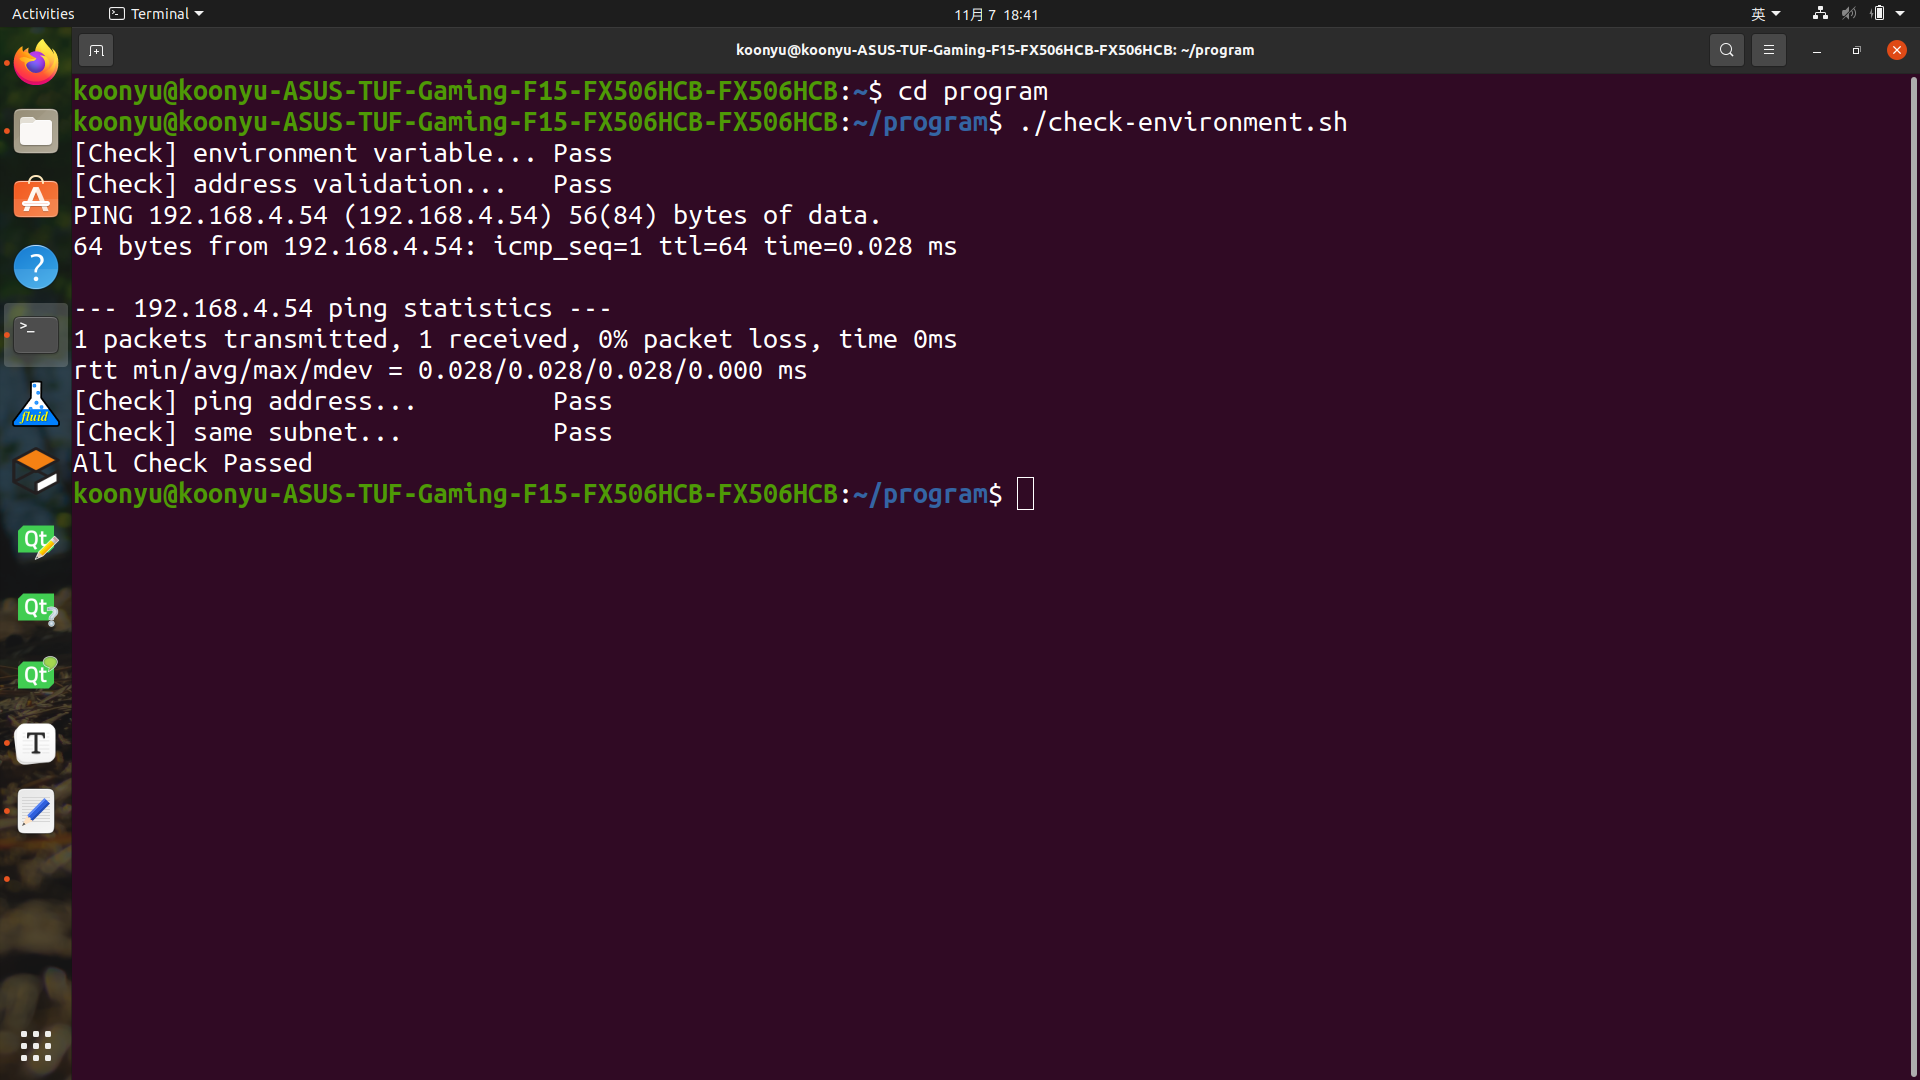 Activities
Terminal
11月 7 18:41
英
koonyu@koonyu-ASUS-TUF-Gaming-F15-FX506HCB-FX506HCB: ~/program
koonyu@koonyu-ASUS-TUF-Gaming-F15-FX506HCB-FX506HCB:~$ cd program
koonyu@koonyu-ASUS-TUF-Gaming-F15-FX506HCB-FX506HCB:~/program$ ./check-environment.sh
[Check] environment variable... Pass
[Check] address validation...   Pass
PING 192.168.4.54 (192.168.4.54) 56(84) bytes of data.
64 bytes from 192.168.4.54: icmp_seq=1 ttl=64 time=0.028 ms
--- 192.168.4.54 ping statistics ---
1 packets transmitted, 1 received, 0% packet loss, time 0ms
rtt min/avg/max/mdev = 0.028/0.028/0.028/0.000 ms
[Check] ping address...         Pass
[Check] same subnet...          Pass
All Check Passed
koonyu@koonyu-ASUS-TUF-Gaming-F15-FX506HCB-FX506HCB:~/program$
>_
fluid
Qt
Qt
Qt
T